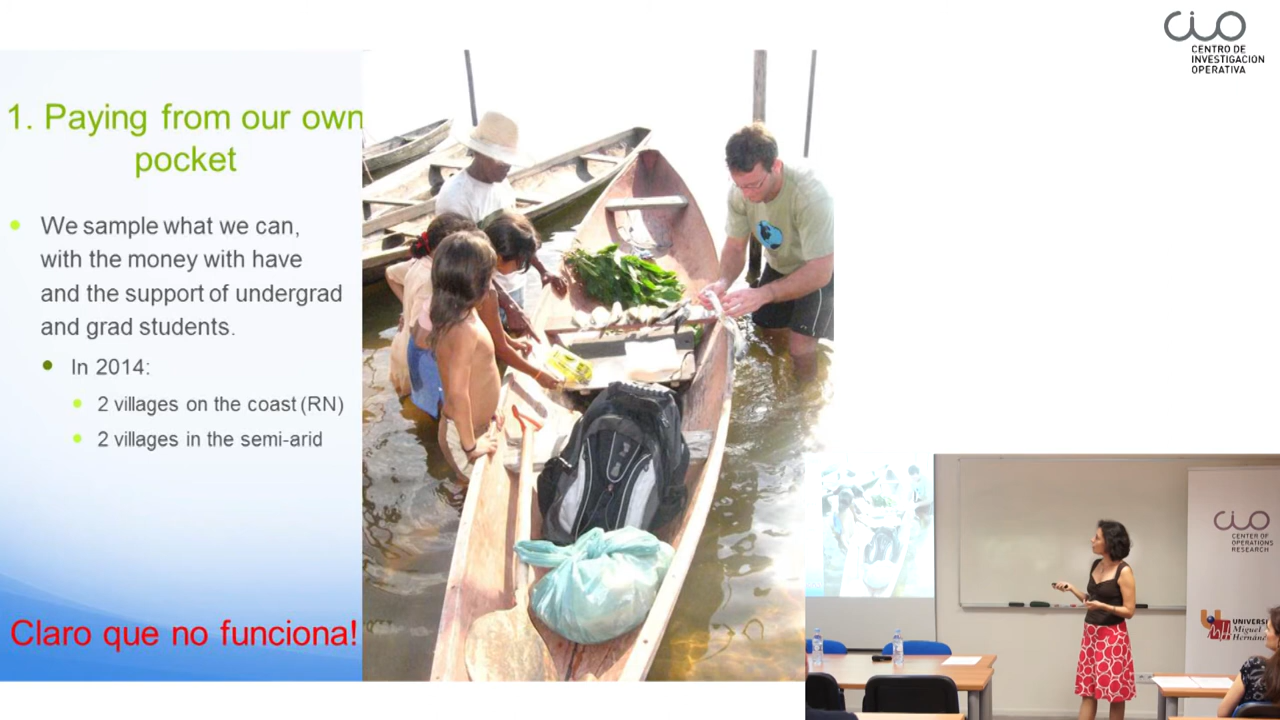 CIO
CENTRO DE
INVESTIGACION
OPERATIVA
1. Paying from our own
pocket
We sample what we can,
with the money with have
and the support of undergrad
and grad students.
In 2014:
2 villages on the coast (RN)
2 villages in the semi-arid
Claro que no funciona!
CIO
CENTER OF
OPERATIONS
RESEARCH
Miguel